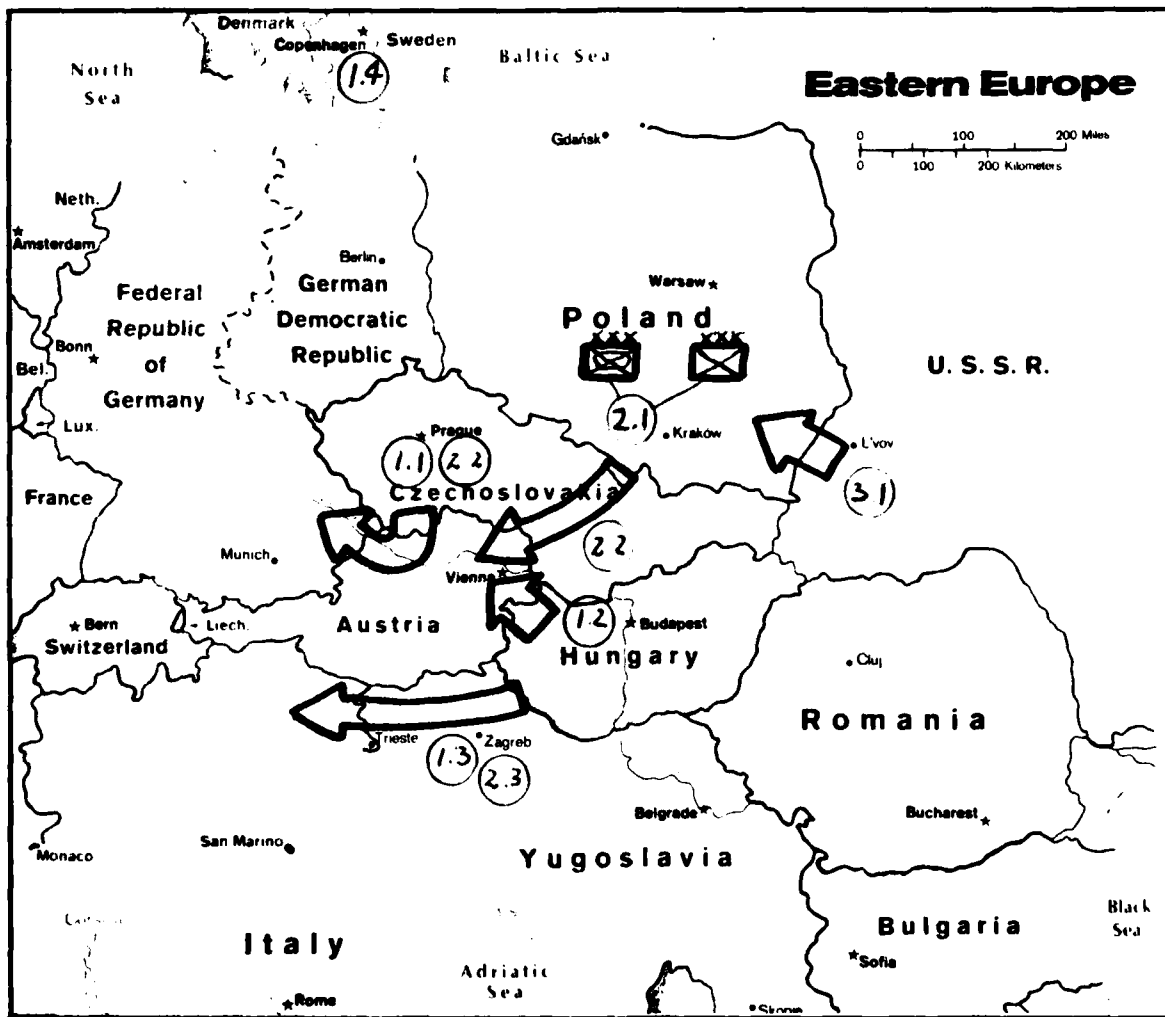 Denmark
Copenhagen
Sweden
North
Sea
Baltic Sea
1.4
Eastern Europe
0 100 200 Miles
0 100 200 Kilometers
Gdańsk
Neth.
Amsterdam
Berlin
Warsaw
Federal
Republic
of
Germany
German
Democratic
Republic
Poland
XXX
XXX
U.S.S.R.
Bonn
Bel.
Lux.
2.1
Kraków
L'vov
3.1
Prague
1.1
2.2
Czechoslovakia
France
2.2
Munich
Vienna
1.2
Budapest
Bern
Switzerland
Liech.
Austria
Hungary
Cluj
Romania
Trieste
Zagreb
1.3
2.3
Belgrade
Bucharest
Monaco
San Marino
Yugoslavia
Italy
Bulgaria
Black
Sea
Adriatic
Sea
Sofia
Rome